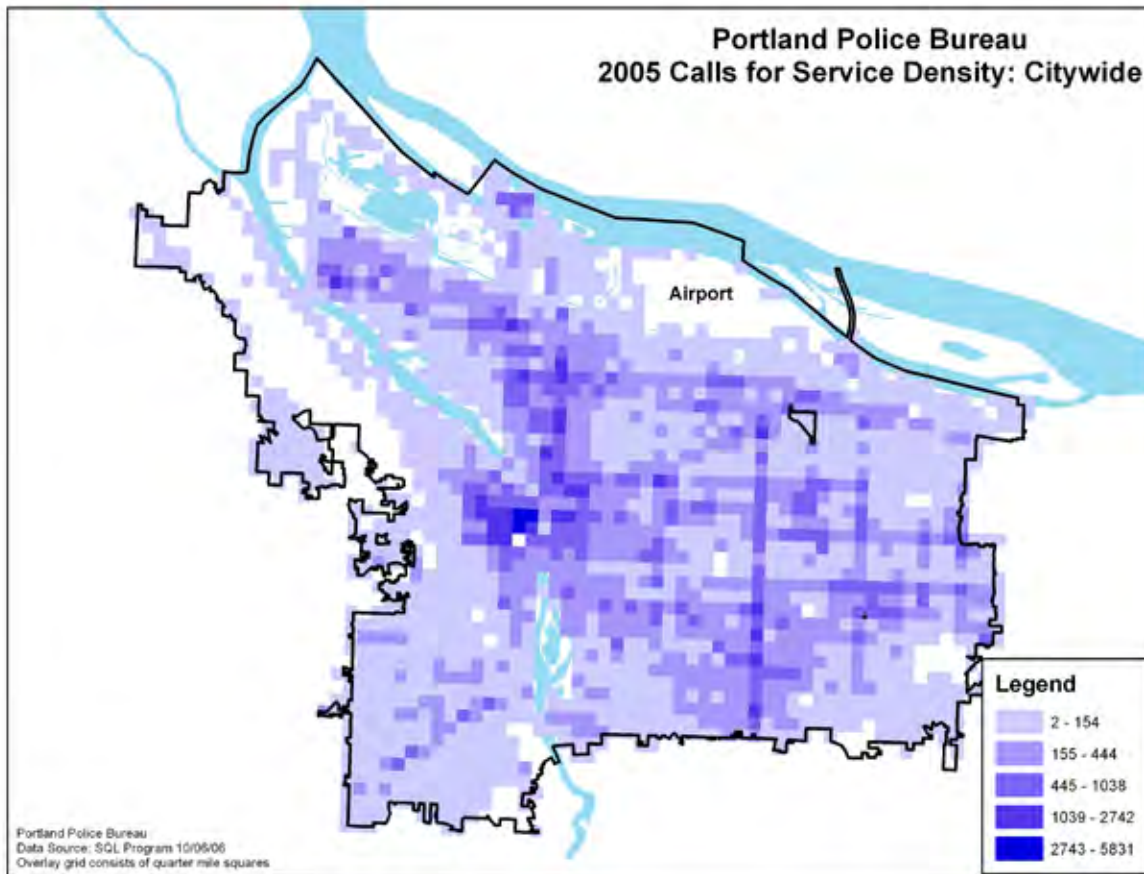 Portland Police Bureau
2005 Calls for Service Density: Citywide
Airport
Legend
2 - 154
155 - 444
445 - 1038
1039 - 2742
2743 - 5831
Portland Police Bureau
Data Source: SQL Program 10/06/06
Overlay grid consists of quarter mile squares